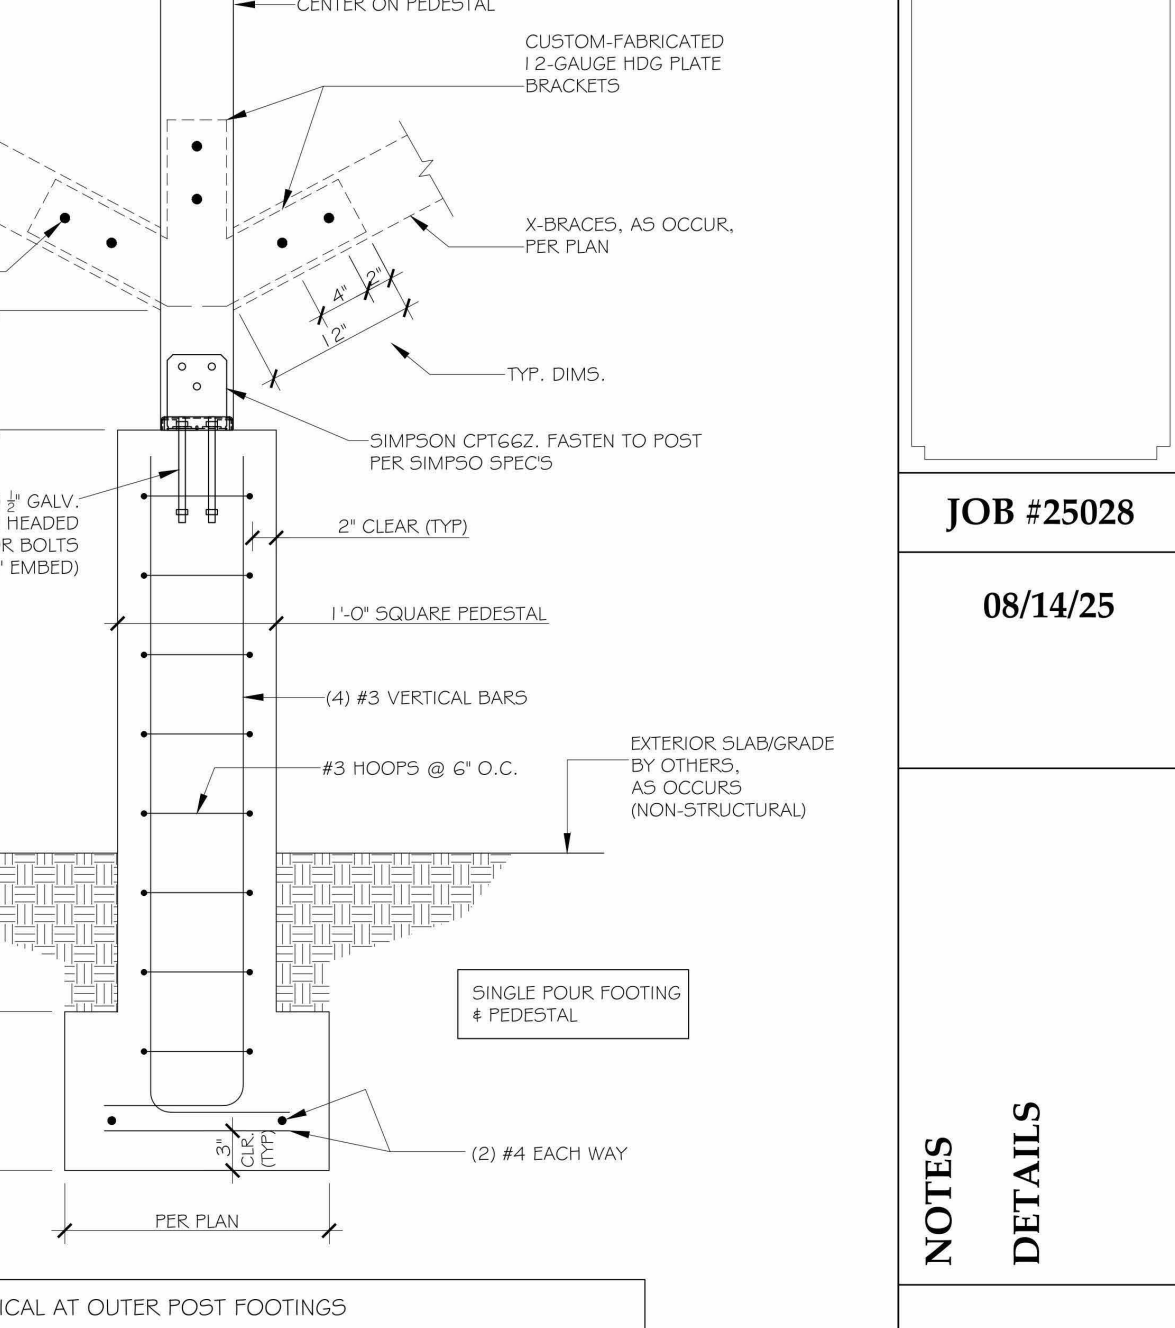 CENTER ON PEDESTAL
CUSTOM-FABRICATED
12-GAUGE HDG PLATE
BRACKETS
X-BRACES, AS OCCUR,
PER PLAN
4"
2"
12"
TYP. DIMS.
SIMPSON CPT66Z. FASTEN TO POST
PER SIMPSO SPEC'S
½" GALV.
HEADED
R BOLTS
" EMBED)
2" CLEAR (TYP)
1'-0" SQUARE PEDESTAL
(4) #3 VERTICAL BARS
#3 HOOPS @ 6" O.C.
EXTERIOR SLAB/GRADE
BY OTHERS,
AS OCCURS
(NON-STRUCTURAL)
SINGLE POUR FOOTING
& PEDESTAL
3"
CLR.
(TYP)
(2) #4 EACH WAY
PER PLAN
ICAL AT OUTER POST FOOTINGS
JOB #25028
08/14/25
NOTES
DETAILS